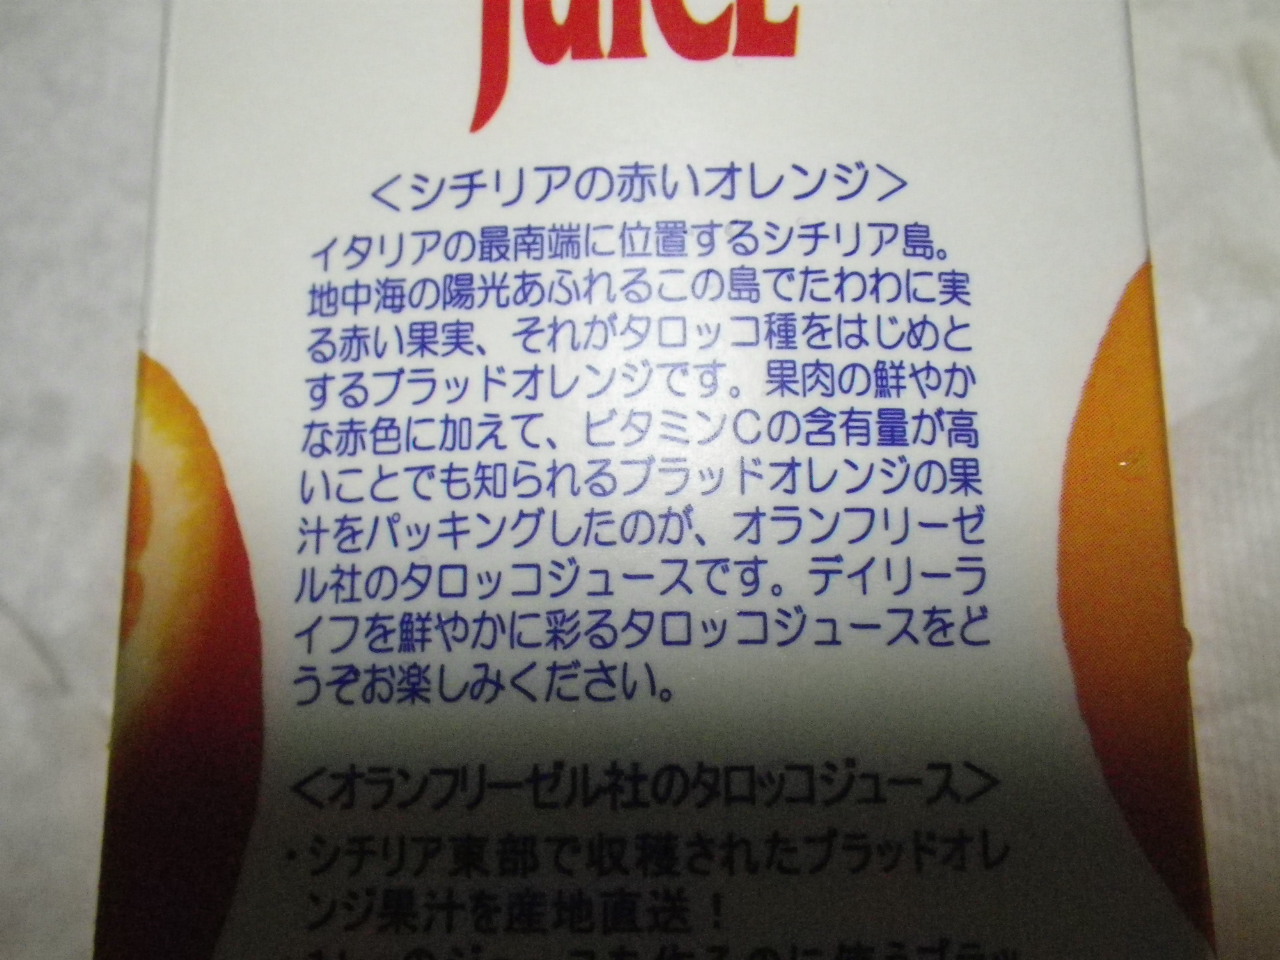 juice
＜シチリアの赤いオレンジ＞
イタリアの最南端に位置するシチリア島。
地中海の陽光あふれるこの島でたわわに実
る赤い果実、それがタロッコ種をはじめと
するブラッドオレンジです。果肉の鮮やか
な赤色に加えて、ビタミンCの含有量が高
いことでも知られるブラッドオレンジの果
汁をパッキングしたのが、オランフリーゼ
ル社のタロッコジュースです。デイリーラ
イフを鮮やかに彩るタロッコジュースをど
うぞお楽しみください。
＜オランフリーゼル社のタロッコジュース＞
・シチリア東部で収穫されたブラッドオレ
ンジ果汁を産地直送！